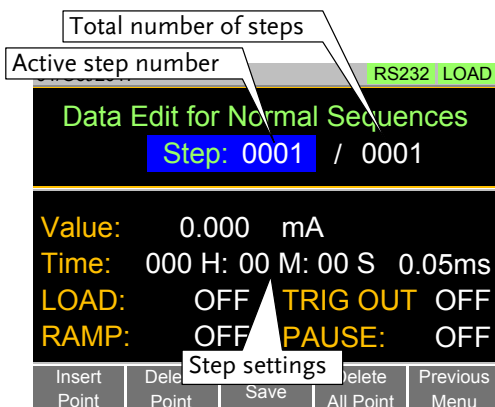 Total number of steps
Active step number
RS232 LOAD
Data Edit for Normal Sequences
Step: 0001 / 0001
Value: 0.000 mA
Time: 000 H: 00 M: 00 S 0.05ms
LOAD: OFF TRIG OUT OFF
RAMP: OFF PAUSE: OFF
Step settings
Insert Point
Point
Save
All Point
Previous Menu